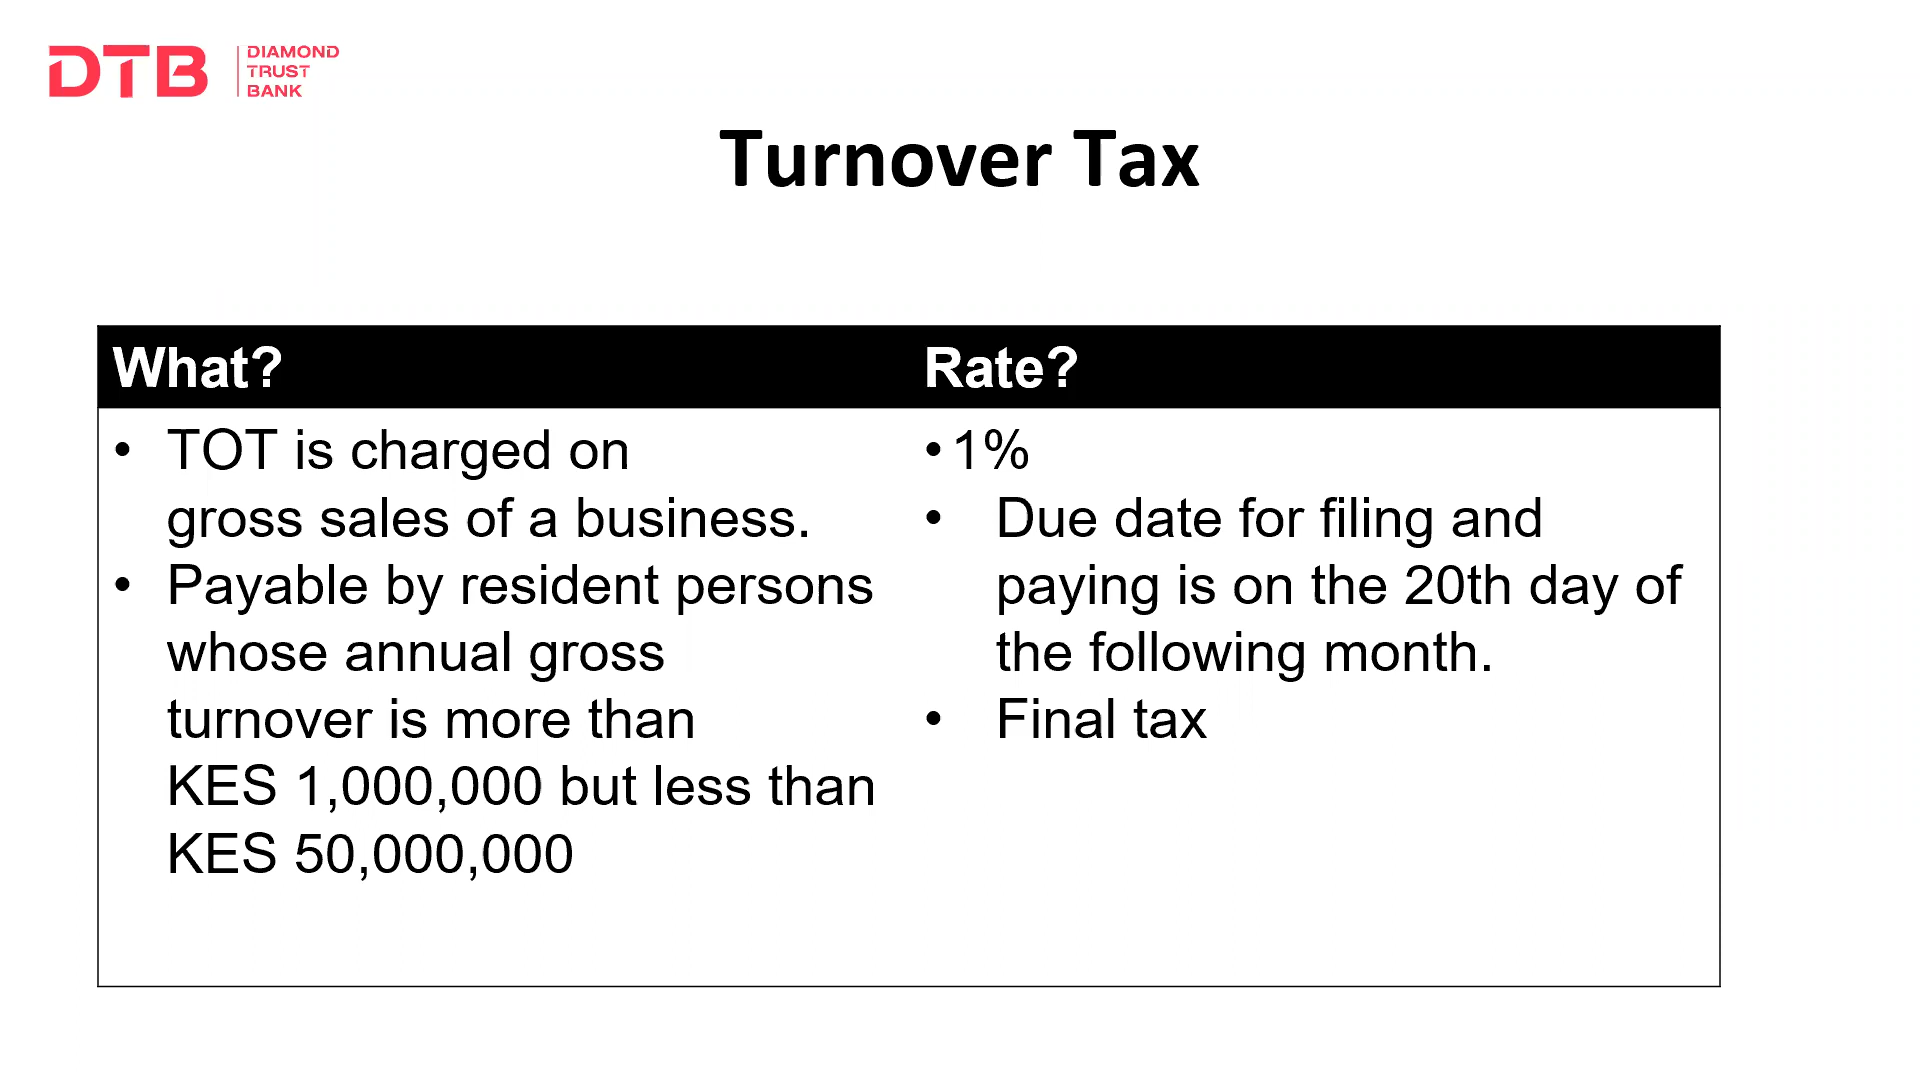 DTB
DIAMOND
TRUST
BANK
Turnover Tax
What?
• TOT is charged on
gross sales of a business.
• Payable by resident persons
whose annual gross
turnover is more than
KES 1,000,000 but less than
KES 50,000,000
Rate?
• 1%
• Due date for filing and
paying is on the 20th day of
the following month.
• Final tax